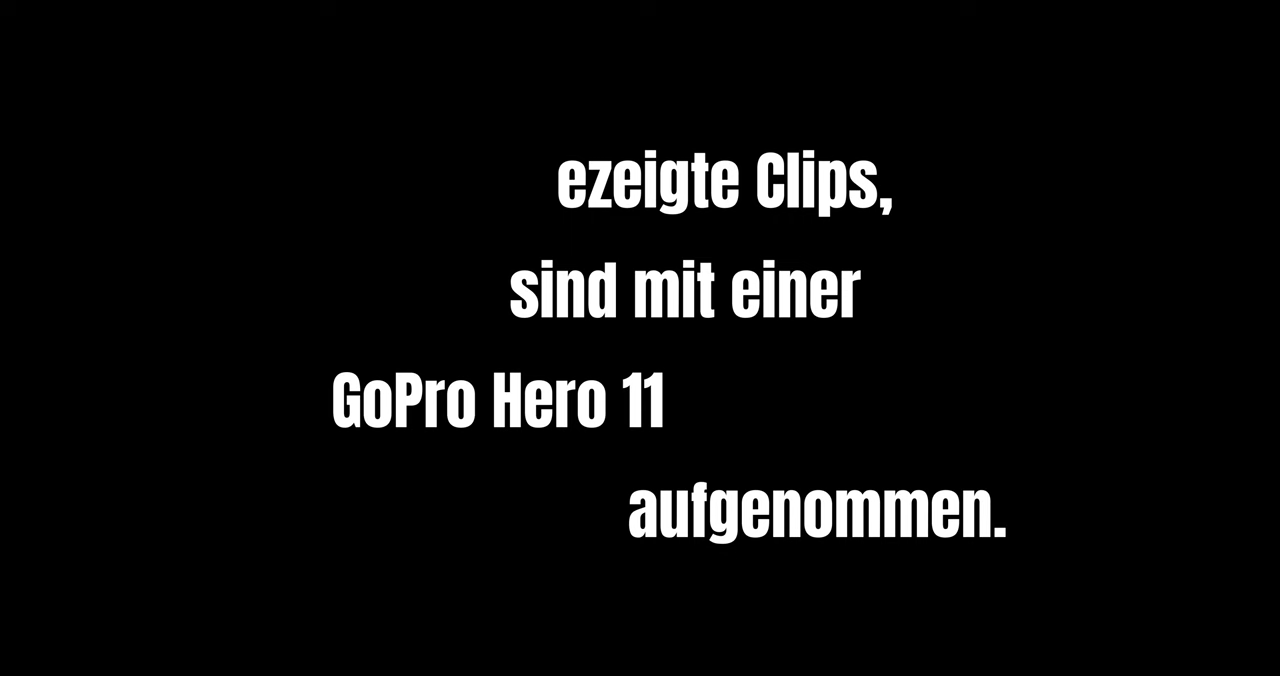 ezeigte Clips,
sind mit einer
GoPro Hero 11
aufgenommen.